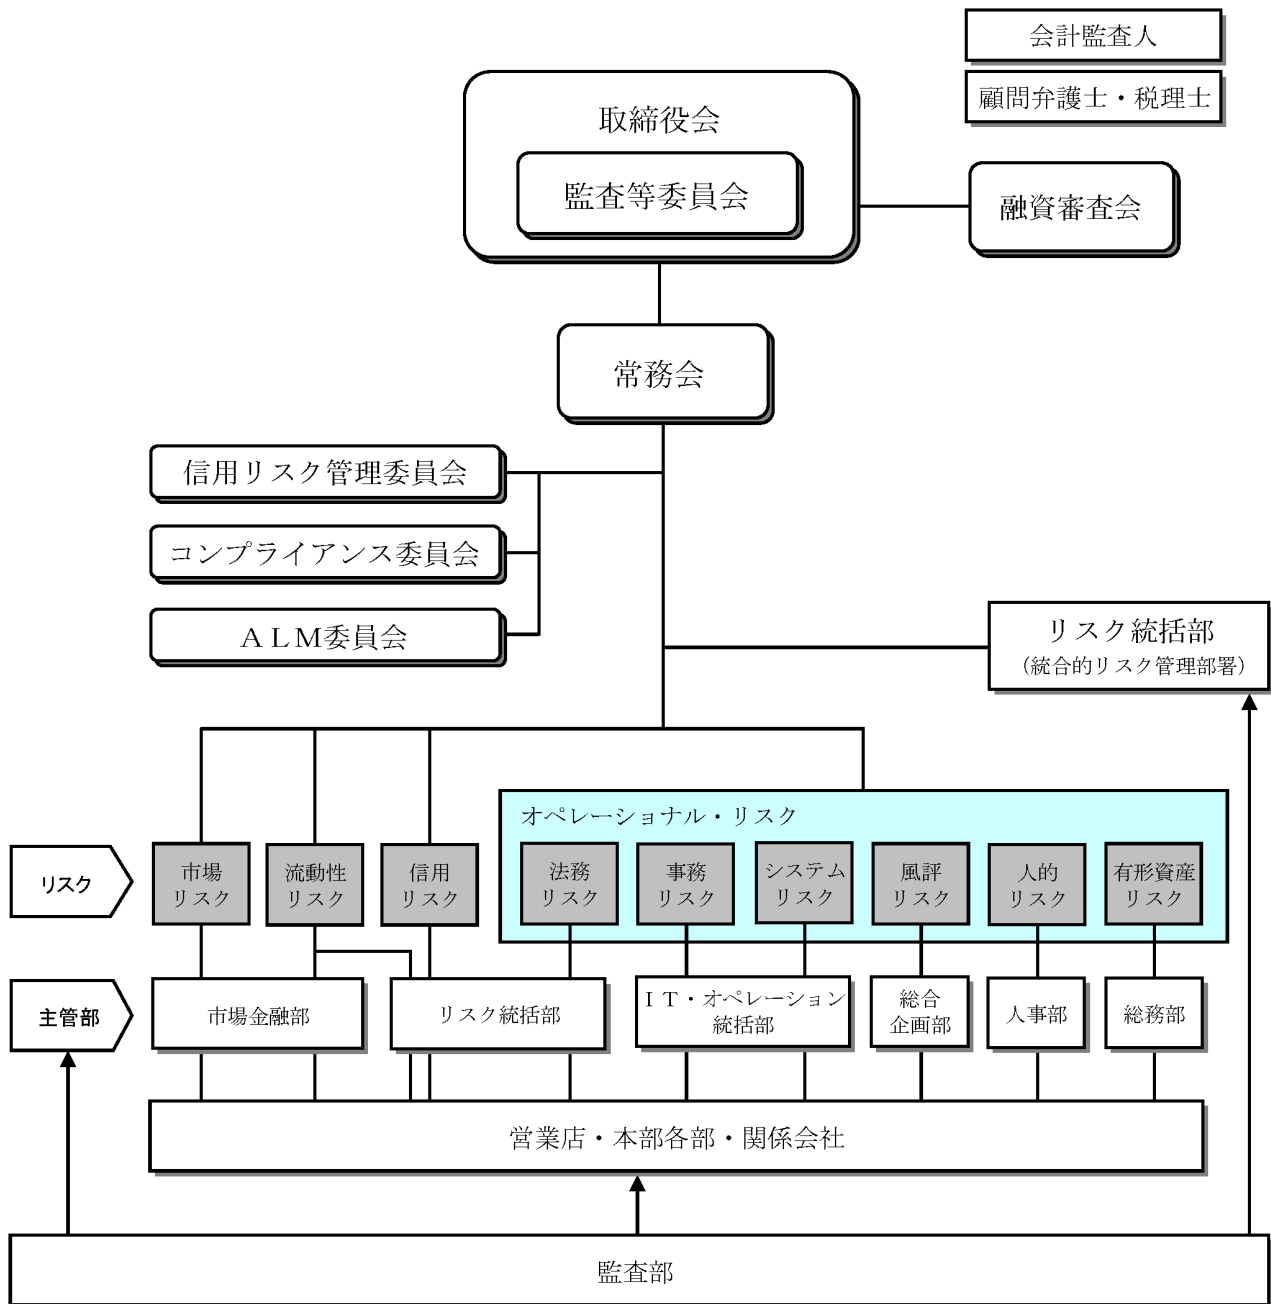 会計監査人
顧問弁護士・税理士
取締役会
監査等委員会
融資審査会
常務会
信用リスク管理委員会
コンプライアンス委員会
ＡＬＭ委員会
リスク統括部
（統合的リスク管理部署）
オペレーショナル・リスク
リスク
市場
リスク
流動性
リスク
信用
リスク
法務
リスク
事務
リスク
システム
リスク
風評
リスク
人的
リスク
有形資産
リスク
主管部
市場金融部
リスク統括部
ＩＴ・オペレーション
統括部
総合
企画部
人事部
総務部
営業店・本部各部・関係会社
監査部